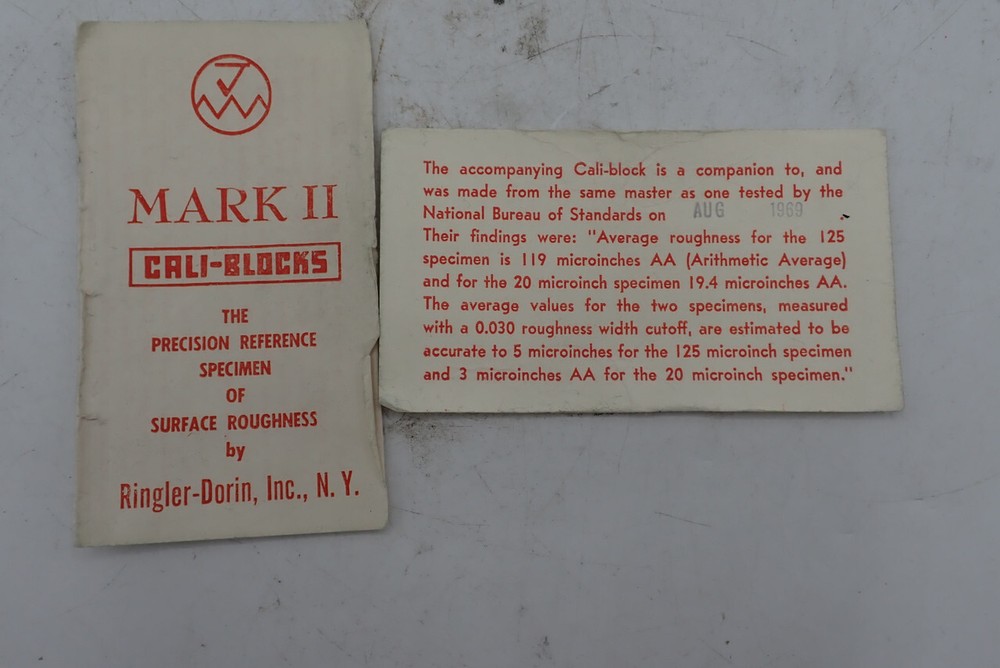 MARK II
CALI-BLOCKS
THE
PRECISION REFERENCE
SPECIMEN
OF
SURFACE ROUGHNESS
by
Ringler-Dorin, Inc., N. Y.
The accompanying Cali-block is a companion to, and
was made from the same master as one tested by the
National Bureau of Standards on AUG 1969
Their findings were: "Average roughness for the 125
specimen is 119 microinches AA (Arithmetic Average)
and for the 20 microinch specimen 19.4 microinches AA.
The average values for the two specimens, measured
with a 0.030 roughness width cutoff, are estimated to be
accurate to 5 microinches for the 125 microinch specimen
and 3 microinches AA for the 20 microinch specimen."